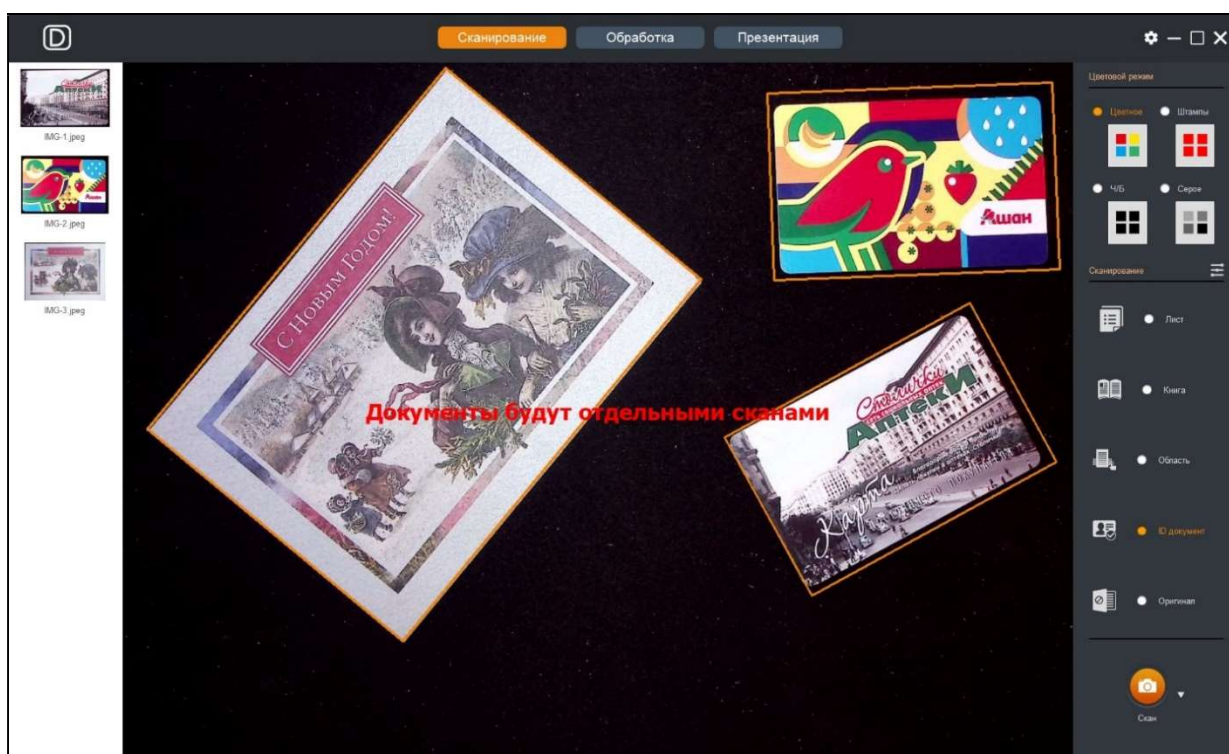 Сканирование
Обработка
Презентация
IMG-1.jpeg
IMG-2.jpeg
IMG-3.jpeg
С Новым Годом!
Ашан
Столички
Аптеки
Карта
Документы будут отдельными сканами
Цветовой режим
Цветное
Штампы
Ч/Б
Серое
Сканирование
Лист
Книга
Область
ID документ
Оригинал
Скан